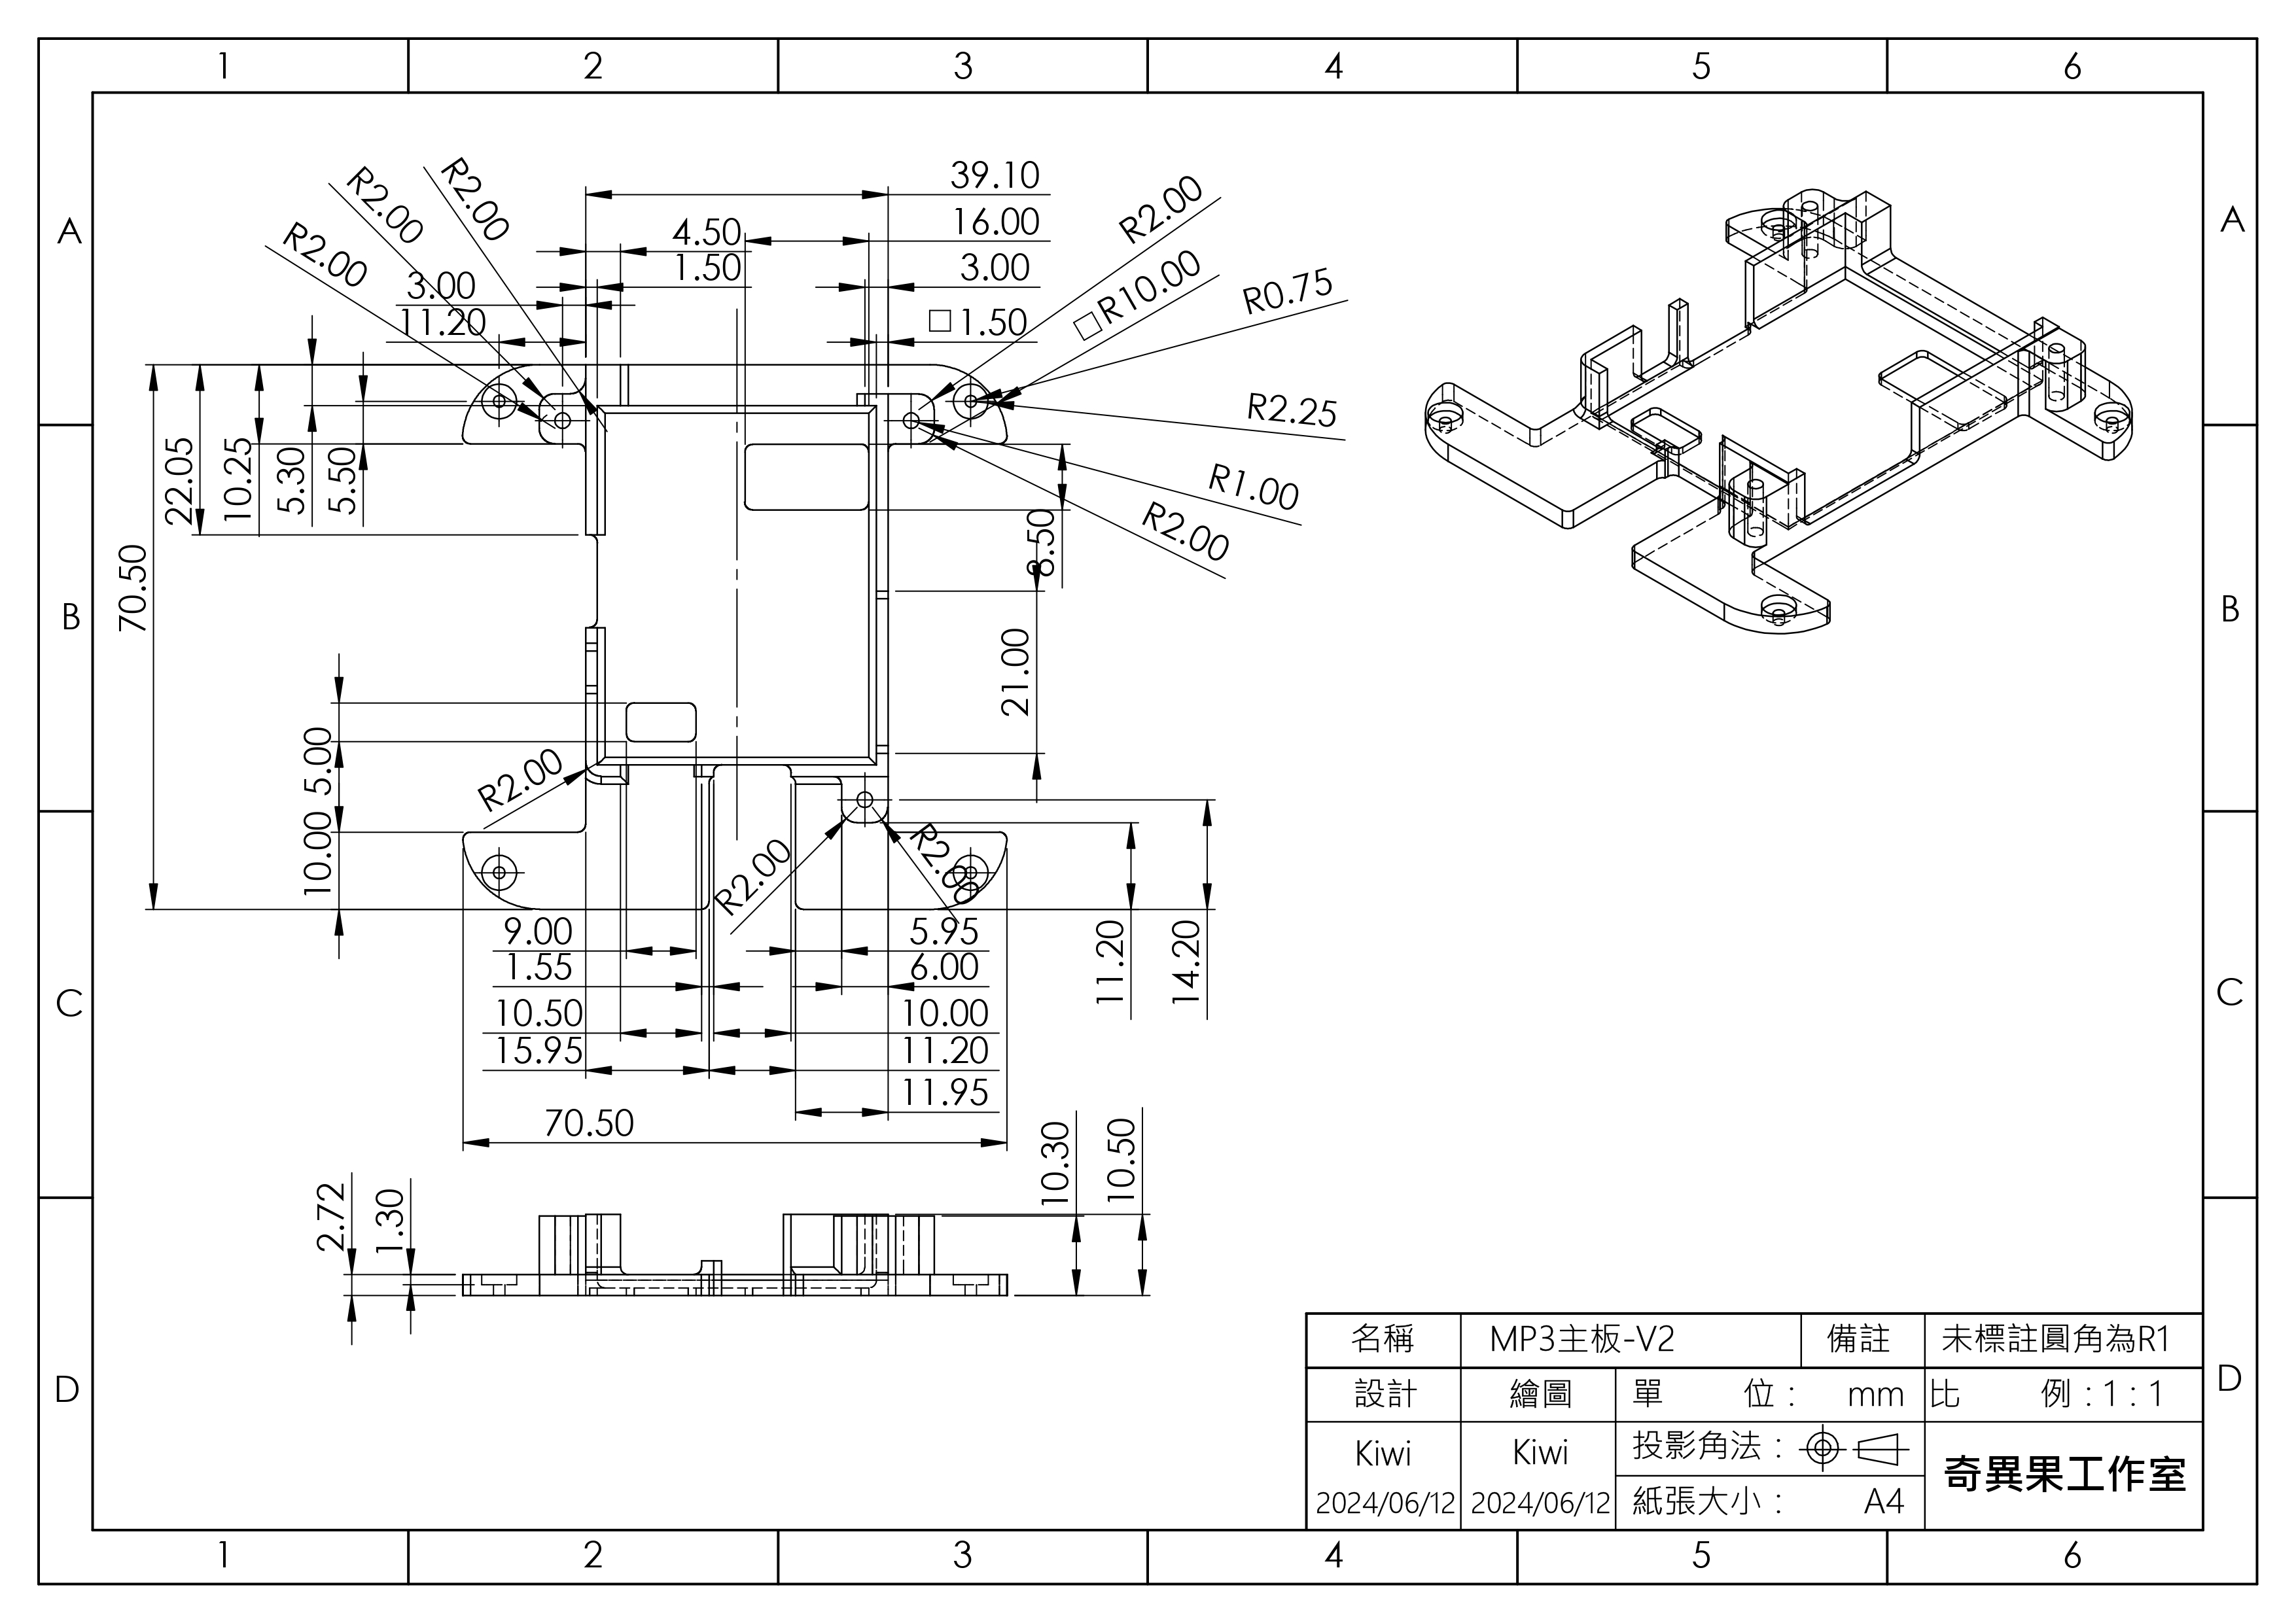 1 2 3 4 5 6
A
A
B
B
C
C
D
D
39.10
16.00
4.50
1.50
3.00
3.00
11.20
□ 1.50
R2.00
R2.00
R2.00
R2.00
□R10.00
R0.75
R2.25
R1.00
R2.00
70.50
22.05
10.25
5.30
5.50
8.50
21.00
5.00
10.00
R2.00
R2.00
R2.00
11.20
14.20
9.00
5.95
1.55
6.00
10.50
10.00
15.95
11.20
11.95
70.50
2.72
1.30
10.30
10.50
名稱 MP3主板-V2 備註 未標註圓角為R1
設計 繪圖 單 位： mm 比 例：1：1
Kiwi Kiwi 投影角法：
2024/06/12 2024/06/12 紙張大小： A4
奇異果工作室
1 2 3 4 5 6